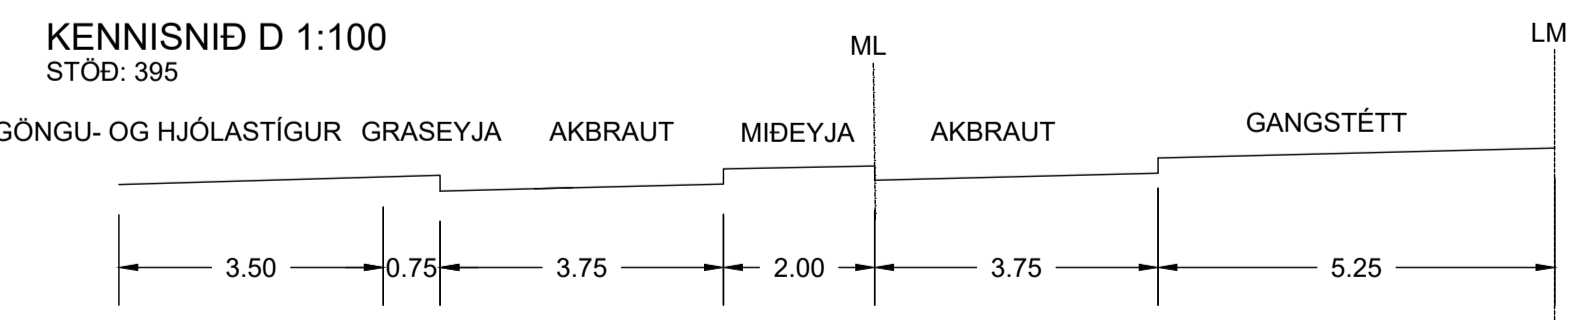 KENNISNIÐ D 1:100
STÖÐ: 395
ML
LM
GÖNGU- OG HJÓLASTÍGUR GRASEYJA AKBRAUT MIÐEYJA AKBRAUT GANGSTÉTT
3.50 0.75 3.75 2.00 3.75 5.25